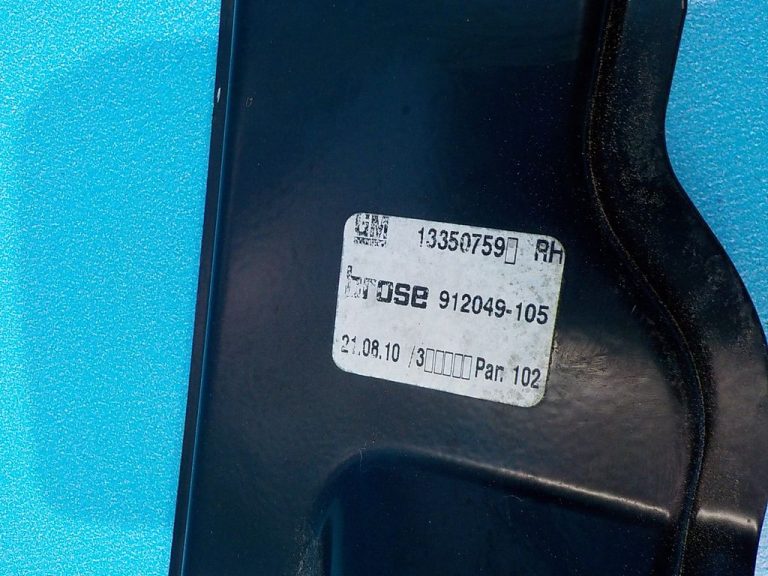 GM 13350759▯ RH
brose 912049-105
21.08.10 /3▯▯▯▯▯Pan 102